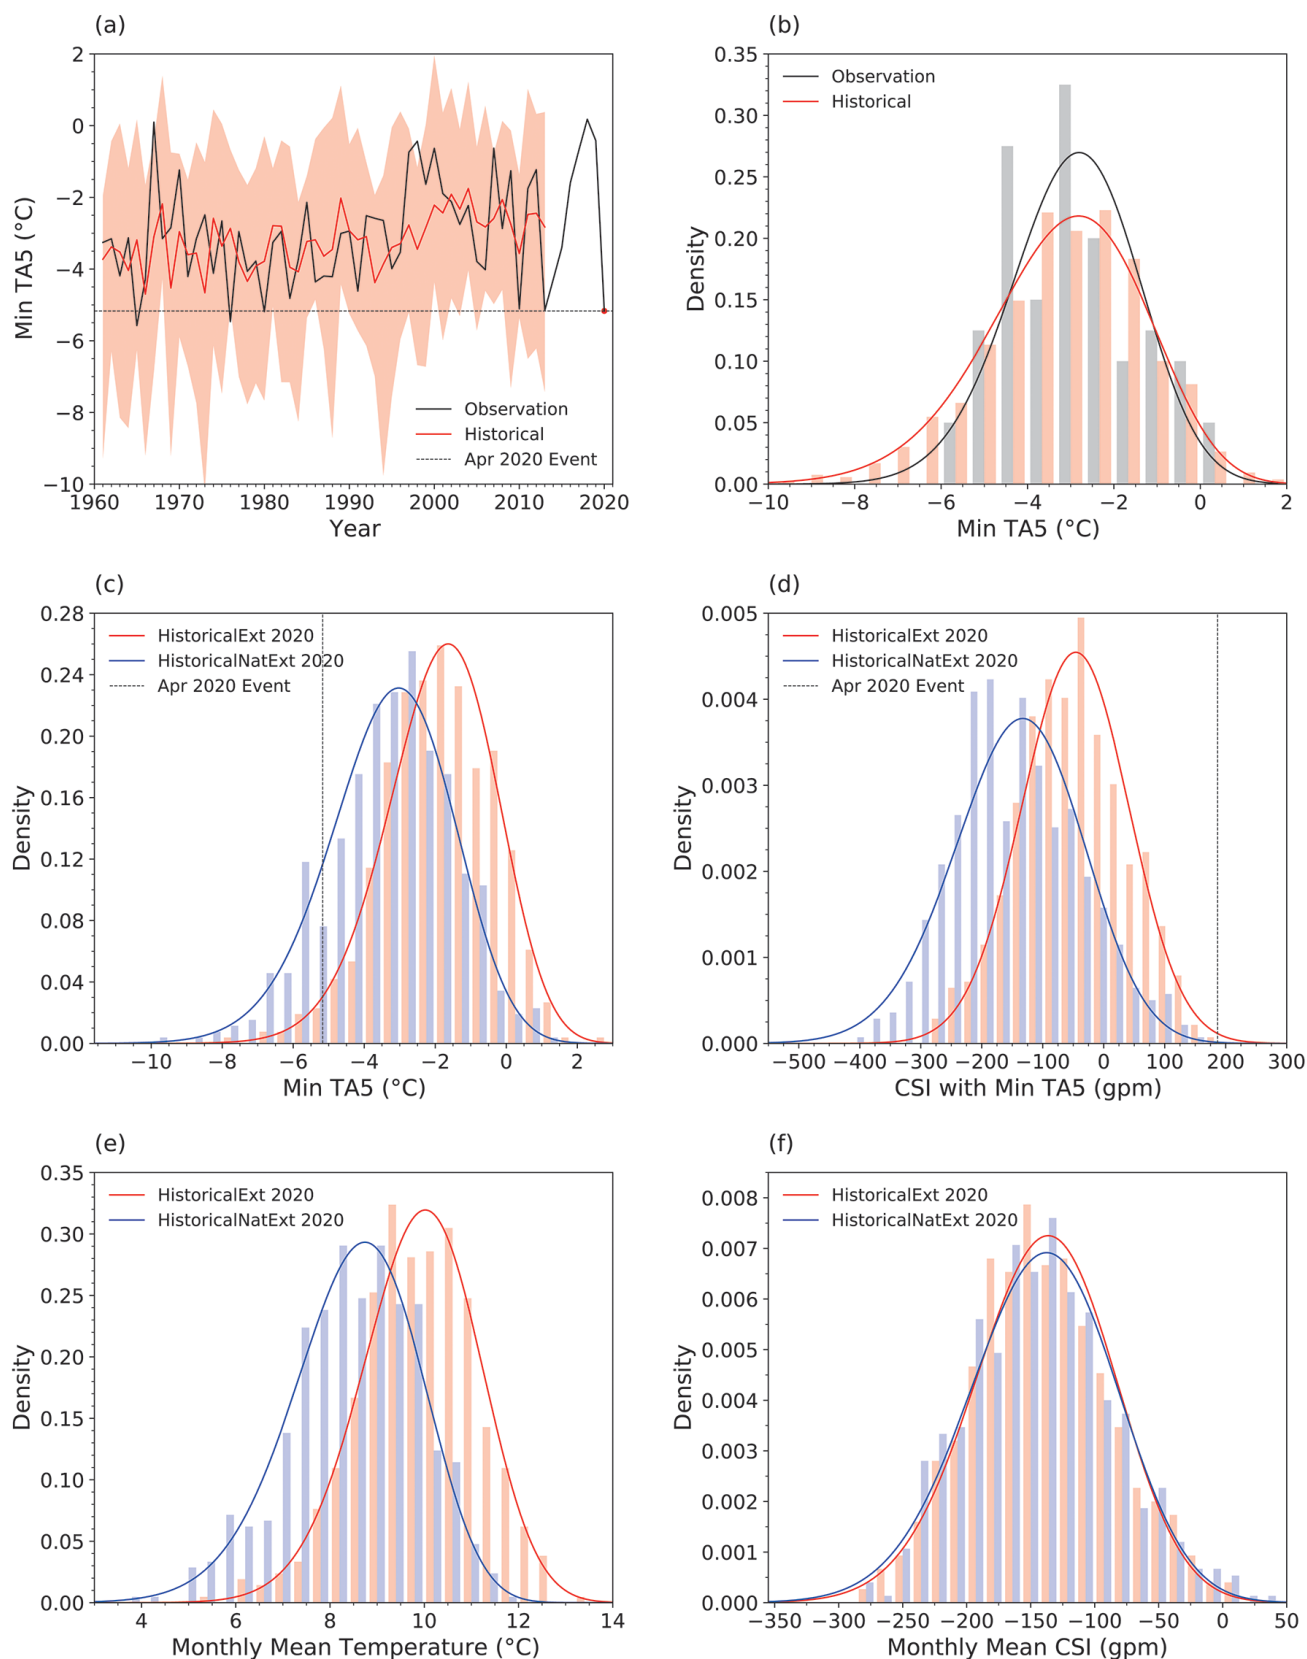 (a)
2
0
−2
−4
−6
−8
−10
Min TA5 (°C)
Observation
Historical
Apr 2020 Event
1960 1970 1980 1990 2000 2010 2020
Year
(b)
0.35
0.30
0.25
0.20
0.15
0.10
0.05
0.00
Density
Observation
Historical
−10 −8 −6 −4 −2 0 2
Min TA5 (°C)
(c)
0.28
0.24
0.20
0.16
0.12
0.08
0.04
0.00
Density
HistoricalExt 2020
HistoricalNatExt 2020
Apr 2020 Event
−10 −8 −6 −4 −2 0 2
Min TA5 (°C)
(d)
0.005
0.004
0.003
0.002
0.001
0.000
Density
HistoricalExt 2020
HistoricalNatExt 2020
Apr 2020 Event
−500 −400 −300 −200 −100 0 100 200 300
CSI with Min TA5 (gpm)
(e)
0.35
0.30
0.25
0.20
0.15
0.10
0.05
0.00
Density
HistoricalExt 2020
HistoricalNatExt 2020
4 6 8 10 12 14
Monthly Mean Temperature (°C)
(f)
0.008
0.007
0.006
0.005
0.004
0.003
0.002
0.001
0.000
Density
HistoricalExt 2020
HistoricalNatExt 2020
−350 −300 −250 −200 −150 −100 −50 0 50
Monthly Mean CSI (gpm)